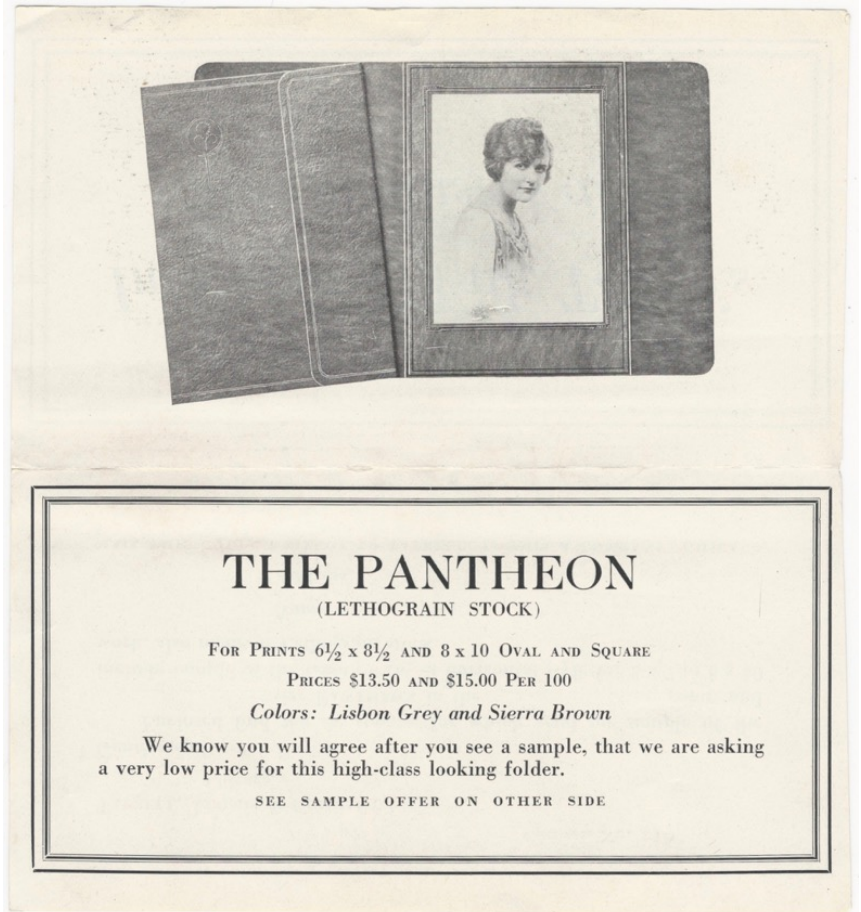 THE PANTHEON
(LETHOGRAIN STOCK)
FOR PRINTS 6½ x 8½ AND 8 x 10 OVAL AND SQUARE
PRICES $13.50 AND $15.00 PER 100
Colors: Lisbon Grey and Sierra Brown
We know you will agree after you see a sample, that we are asking
a very low price for this high-class looking folder.
SEE SAMPLE OFFER ON OTHER SIDE